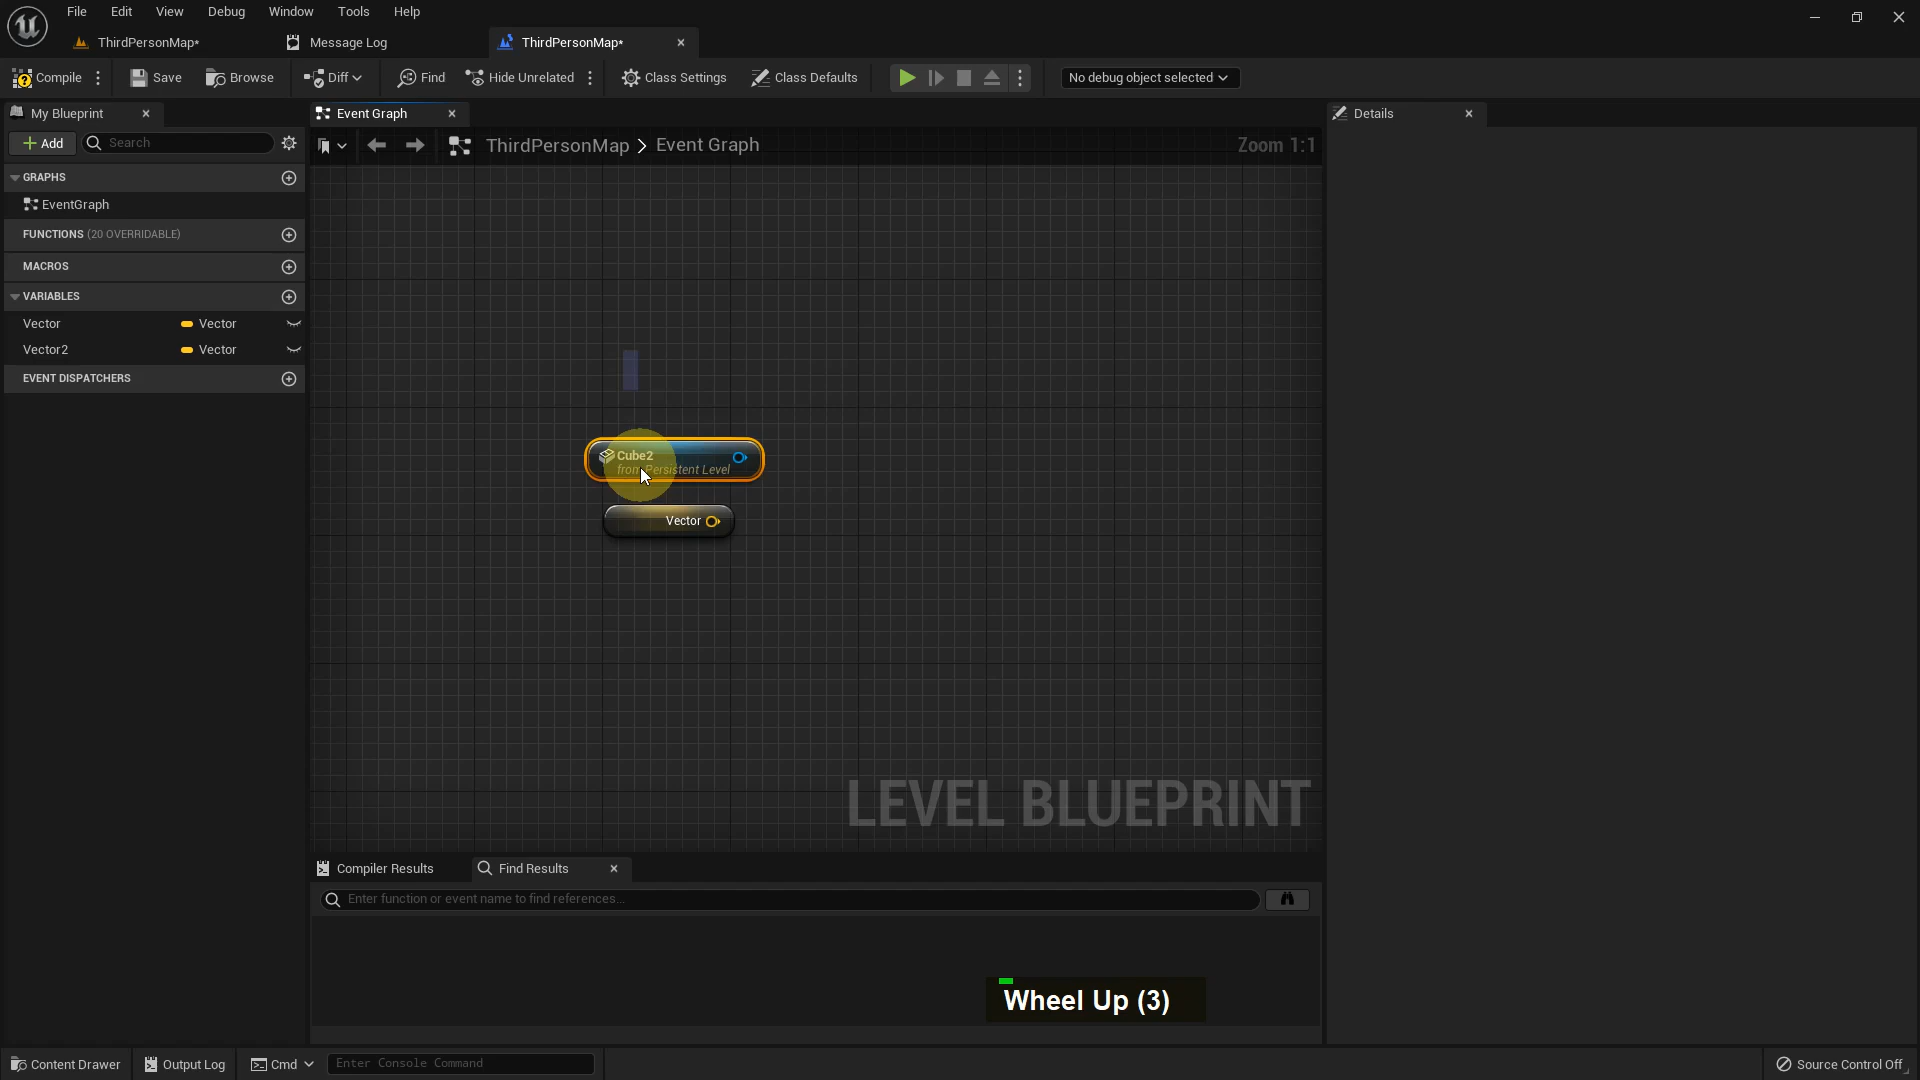 File Edit View Debug Window Tools Help
ThirdPersonMap* Message Log ThirdPersonMap*
Compile Save Browse Diff Find Hide Unrelated Class Settings Class Defaults No debug object selected
My Blueprint Event Graph Details
Add Search ThirdPersonMap > Event Graph Zoom 1:1
GRAPHS
EventGraph
FUNCTIONS (20 OVERRIDABLE)
MACROS
VARIABLES
Vector Vector
Vector2 Vector
EVENT DISPATCHERS
Cube2
from Persistent Level
Vector
LEVEL BLUEPRINT
Compiler Results Find Results
Enter function or event name to find references...
Wheel Up (3)
Content Drawer Output Log Cmd Enter Console Command Source Control Off